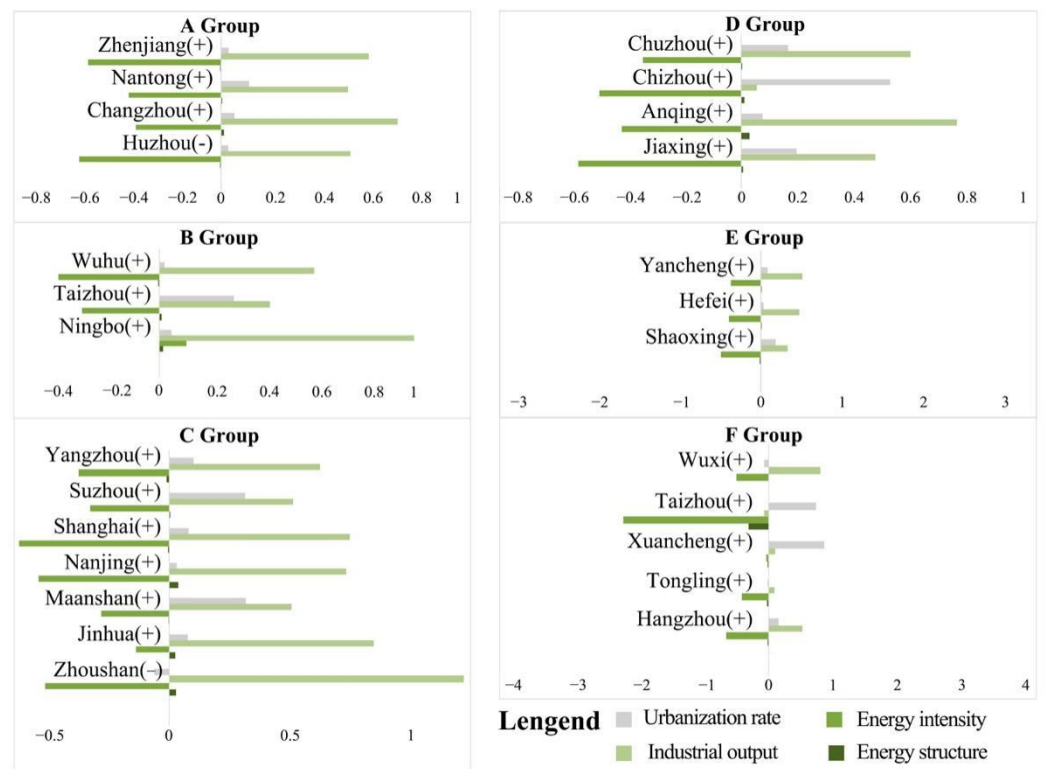 A Group
Zhenjiang(+)
Nantong(+)
Changzhou(+)
Huzhou(-)
−0.8 −0.6 −0.4 −0.2 0 0.2 0.4 0.6 0.8 1
B Group
Wuhu(+)
Taizhou(+)
Ningbo(+)
−0.4 −0.2 0 0.2 0.4 0.6 0.8 1
C Group
Yangzhou(+)
Suzhou(+)
Shanghai(+)
Nanjing(+)
Maanshan(+)
Jinhua(+)
Zhoushan(−)
−0.5 0 0.5 1
D Group
Chuzhou(+)
Chizhou(+)
Anqing(+)
Jiaxing(+)
−0.8 −0.6 −0.4 −0.2 0 0.2 0.4 0.6 0.8 1
E Group
Yancheng(+)
Hefei(+)
Shaoxing(+)
−3 −2 −1 0 1 2 3
F Group
Wuxi(+)
Taizhou(+)
Xuancheng(+)
Tongling(+)
Hangzhou(+)
−4 −3 −2 −1 0 1 2 3 4
Lengend
Urbanization rate
Energy intensity
Industrial output
Energy structure